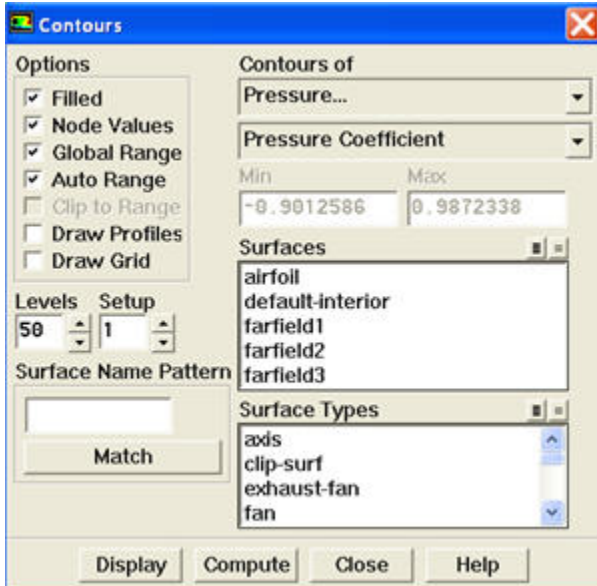 Contours
Options
Filled
Node Values
Global Range
Auto Range
Clip to Range
Draw Profiles
Draw Grid
Levels Setup
50 1
Surface Name Pattern
Match
Contours of
Pressure...
Pressure Coefficient
Min Max
-0.9012586 0.9872338
Surfaces
airfoil
default-interior
farfield1
farfield2
farfield3
Surface Types
axis
clip-surf
exhaust-fan
fan
Display Compute Close Help